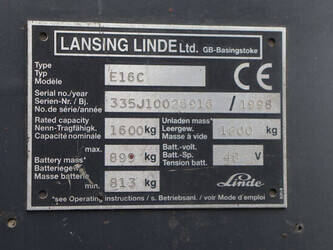 LANSING LINDE Ltd. GB-Basingstoke
Type
Typ E16C
Modèle
CE
Serial no./year
Serien-Nr. / Bj. / 1998
No. de série/année
Rated capacity Unladen mass*
Nenn-Tragfähigk. 1600 kg Leergew. kg
Capacité nominale Masse à vide
max. kg Batt.-volt.
Battery mass* Batt.-Sp. V
Batteriegew. Tension batt.
Masse batterie
min. 813 kg Linde
*see Operating instructions / s. Betriebsanl. / voir Mode d'emploi